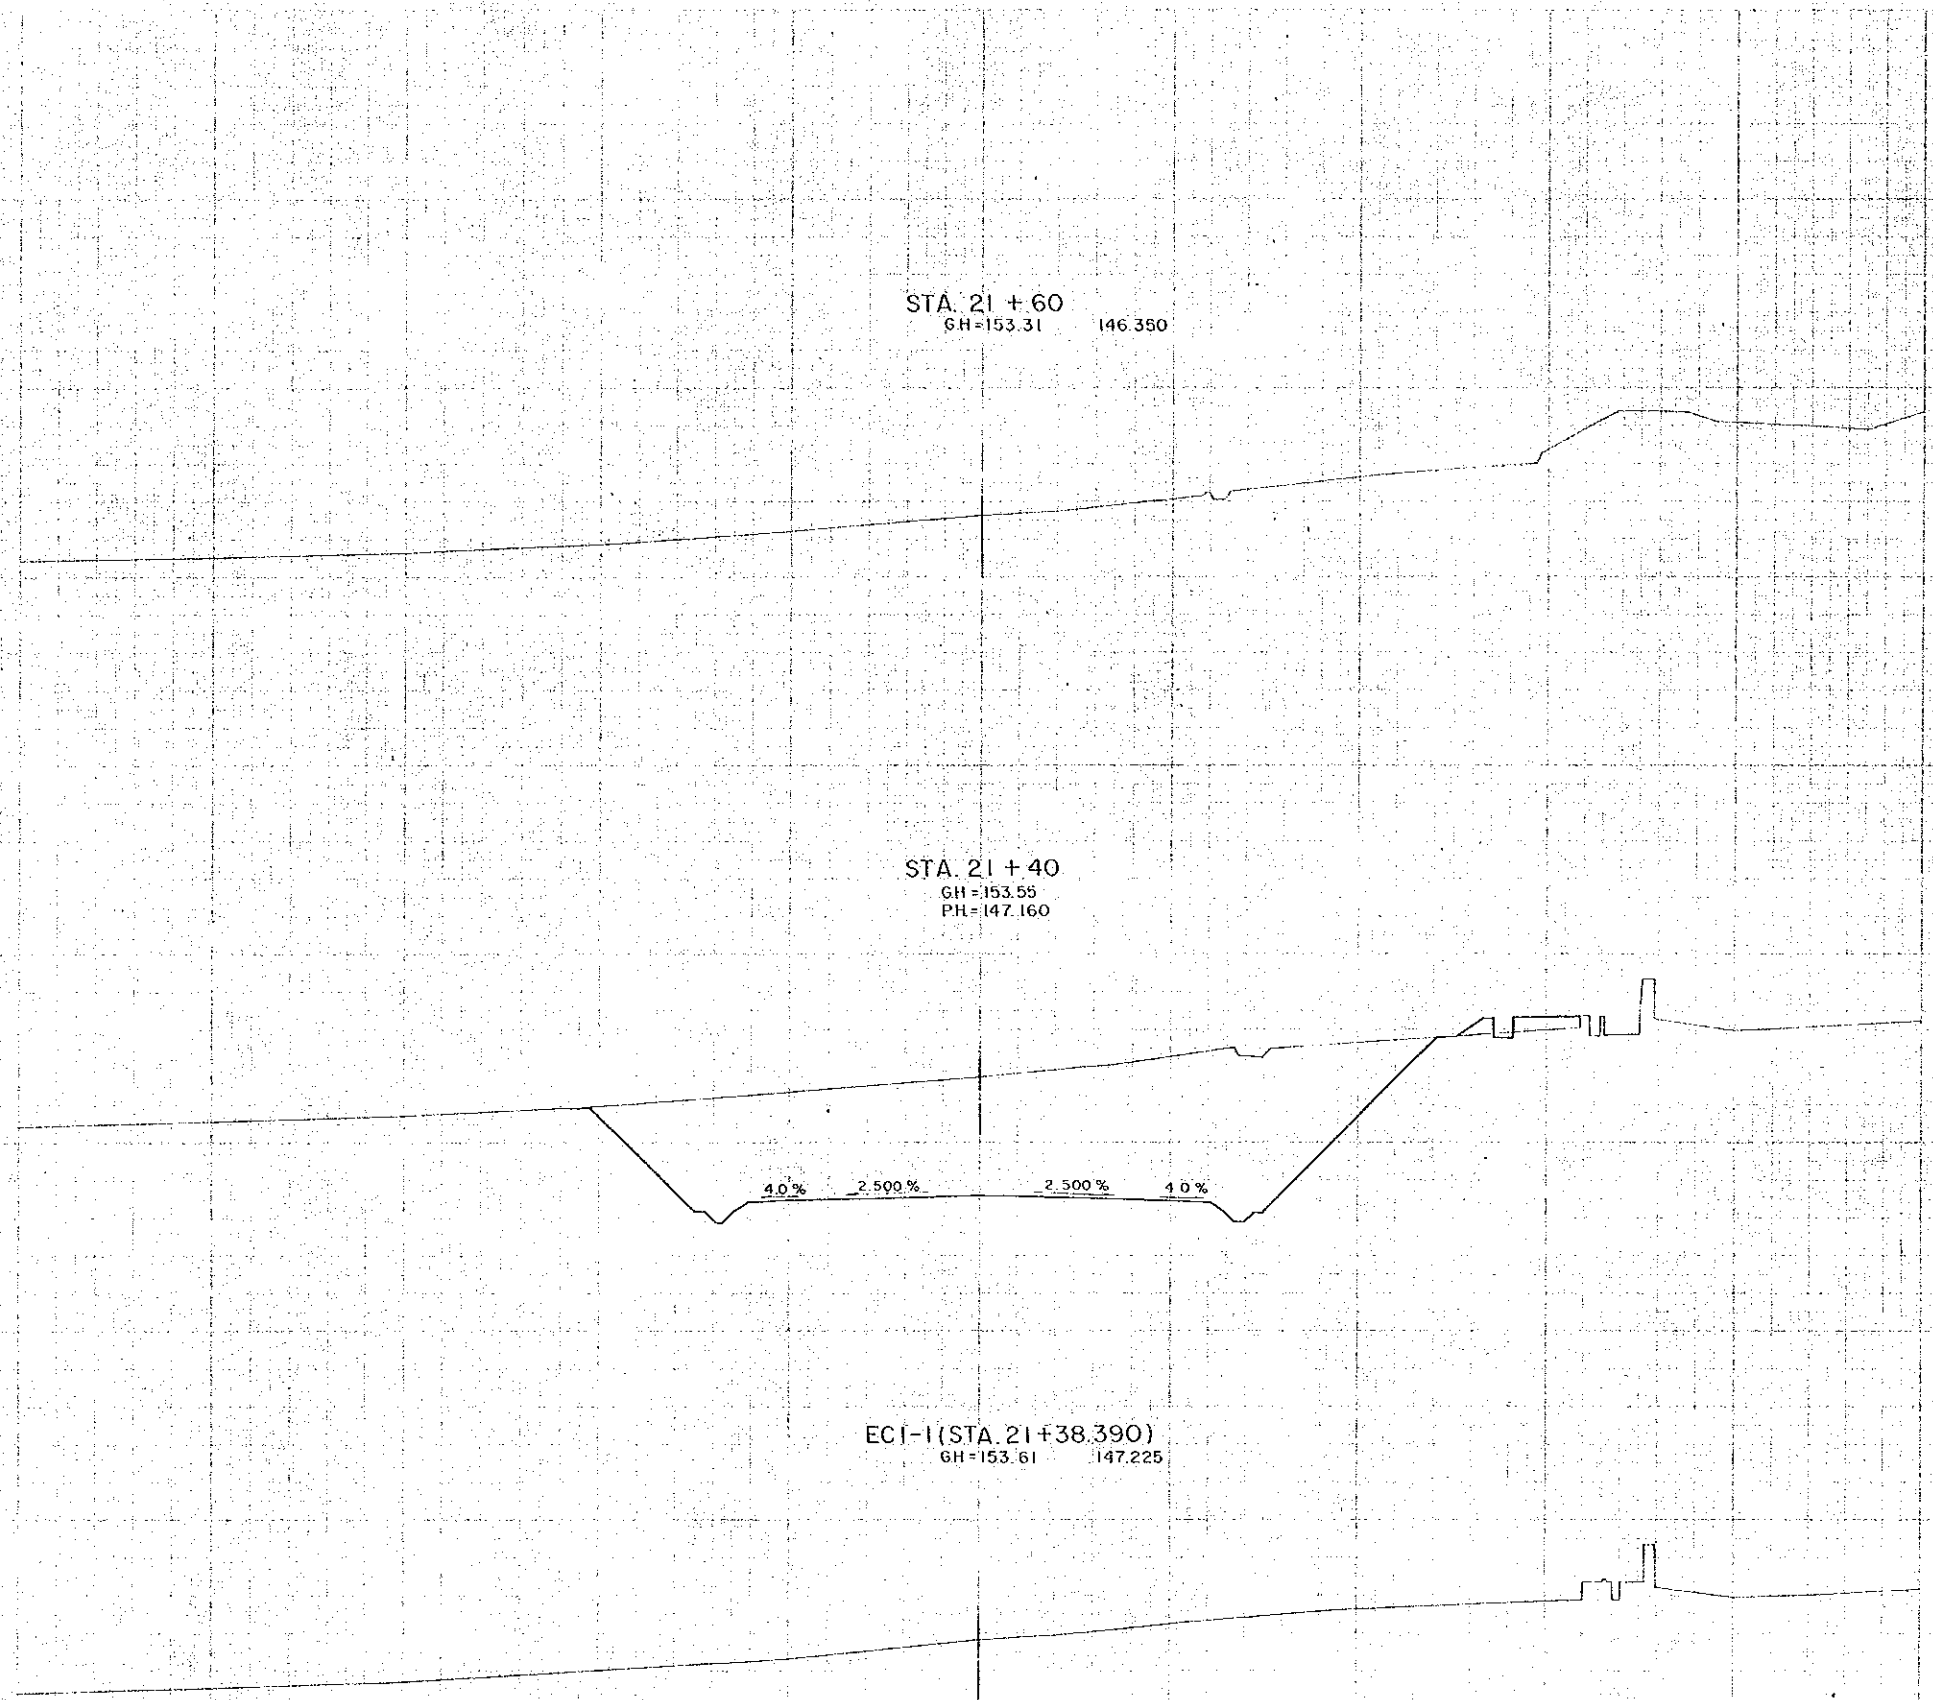 STA. 21 + 60
GH=153.31 146.350
STA. 21 + 40
GH=153.55
PH=147.160
4.0% 2.500% 2.500% 4.0%
EC1-1(STA. 21+38.390)
GH=153.61 147.225